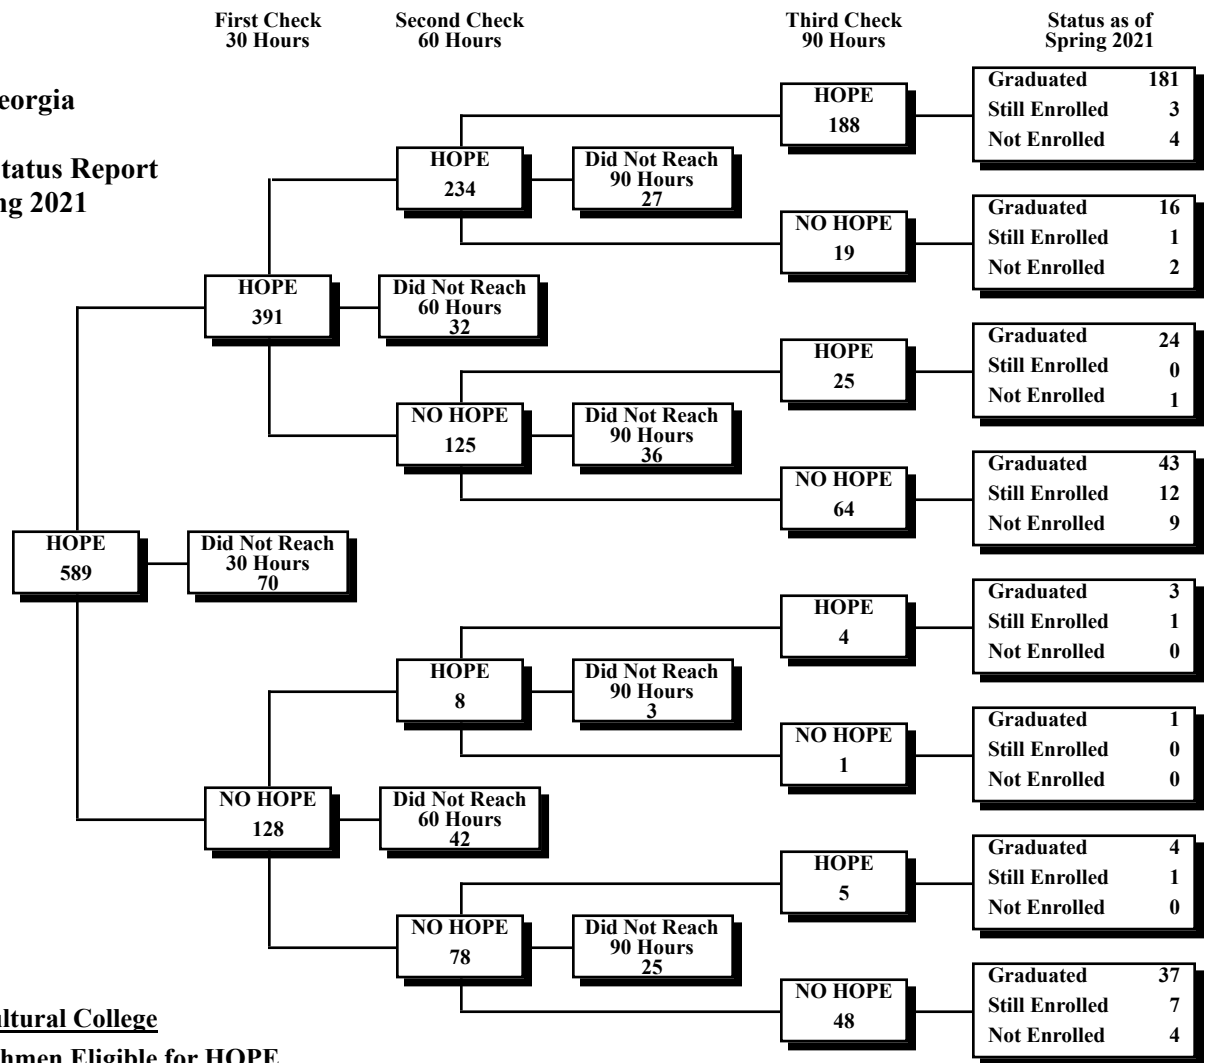 First Check Second Check Third Check Status as of
30 Hours 60 Hours 90 Hours Spring 2021
Graduated 181
HOPE Still Enrolled 3
188 Not Enrolled 4
HOPE Did Not Reach
234 90 Hours
27
Graduated 16
NO HOPE Still Enrolled 1
19 Not Enrolled 2
HOPE Did Not Reach
391 60 Hours
32
Graduated 24
HOPE Still Enrolled 0
25 Not Enrolled 1
NO HOPE Did Not Reach
125 90 Hours
36
Graduated 43
NO HOPE Still Enrolled 12
64 Not Enrolled 9
HOPE Did Not Reach
589 30 Hours
70
Graduated 3
HOPE Still Enrolled 1
4 Not Enrolled 0
HOPE Did Not Reach
8 90 Hours
3
Graduated 1
NO HOPE Still Enrolled 0
1 Not Enrolled 0
NO HOPE Did Not Reach
128 60 Hours
42
Graduated 4
HOPE Still Enrolled 1
5 Not Enrolled 0
NO HOPE Did Not Reach
78 90 Hours
25
Graduated 37
NO HOPE Still Enrolled 7
48 Not Enrolled 4
eorgia
tatus Report
ng 2021
ultural College
hmen Eligible for HOPE